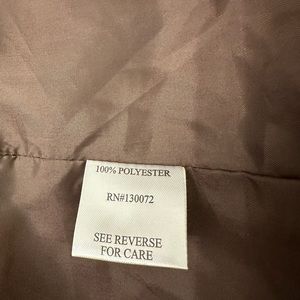 100% POLYESTER
RN#130072
SEE REVERSE
FOR CARE